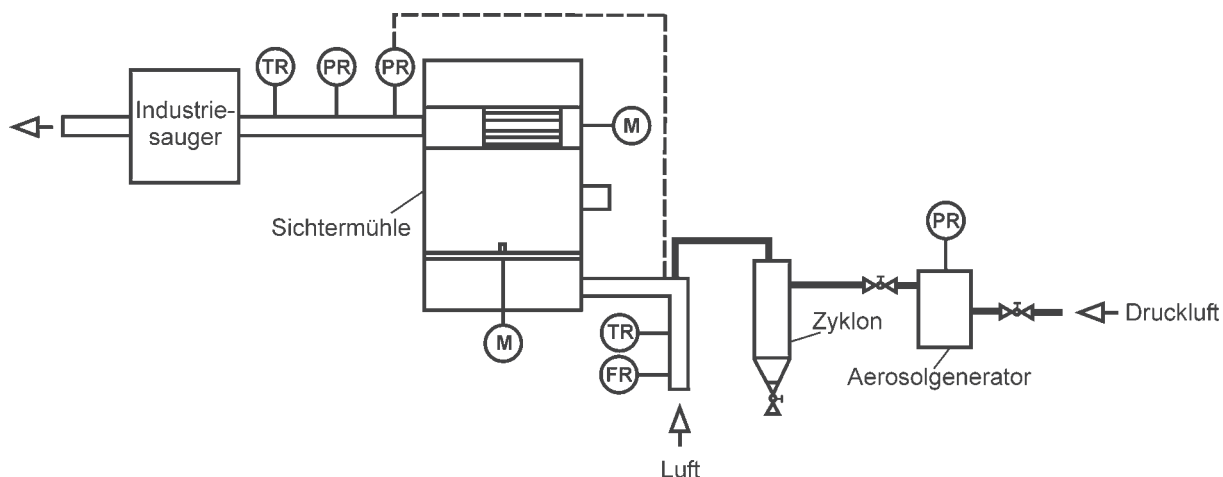 TR
PR
PR
Industrie-
sauger
M
Sichtermühle
PR
Druckluft
Zyklon
TR
M
Aerosolgenerator
FR
Luft